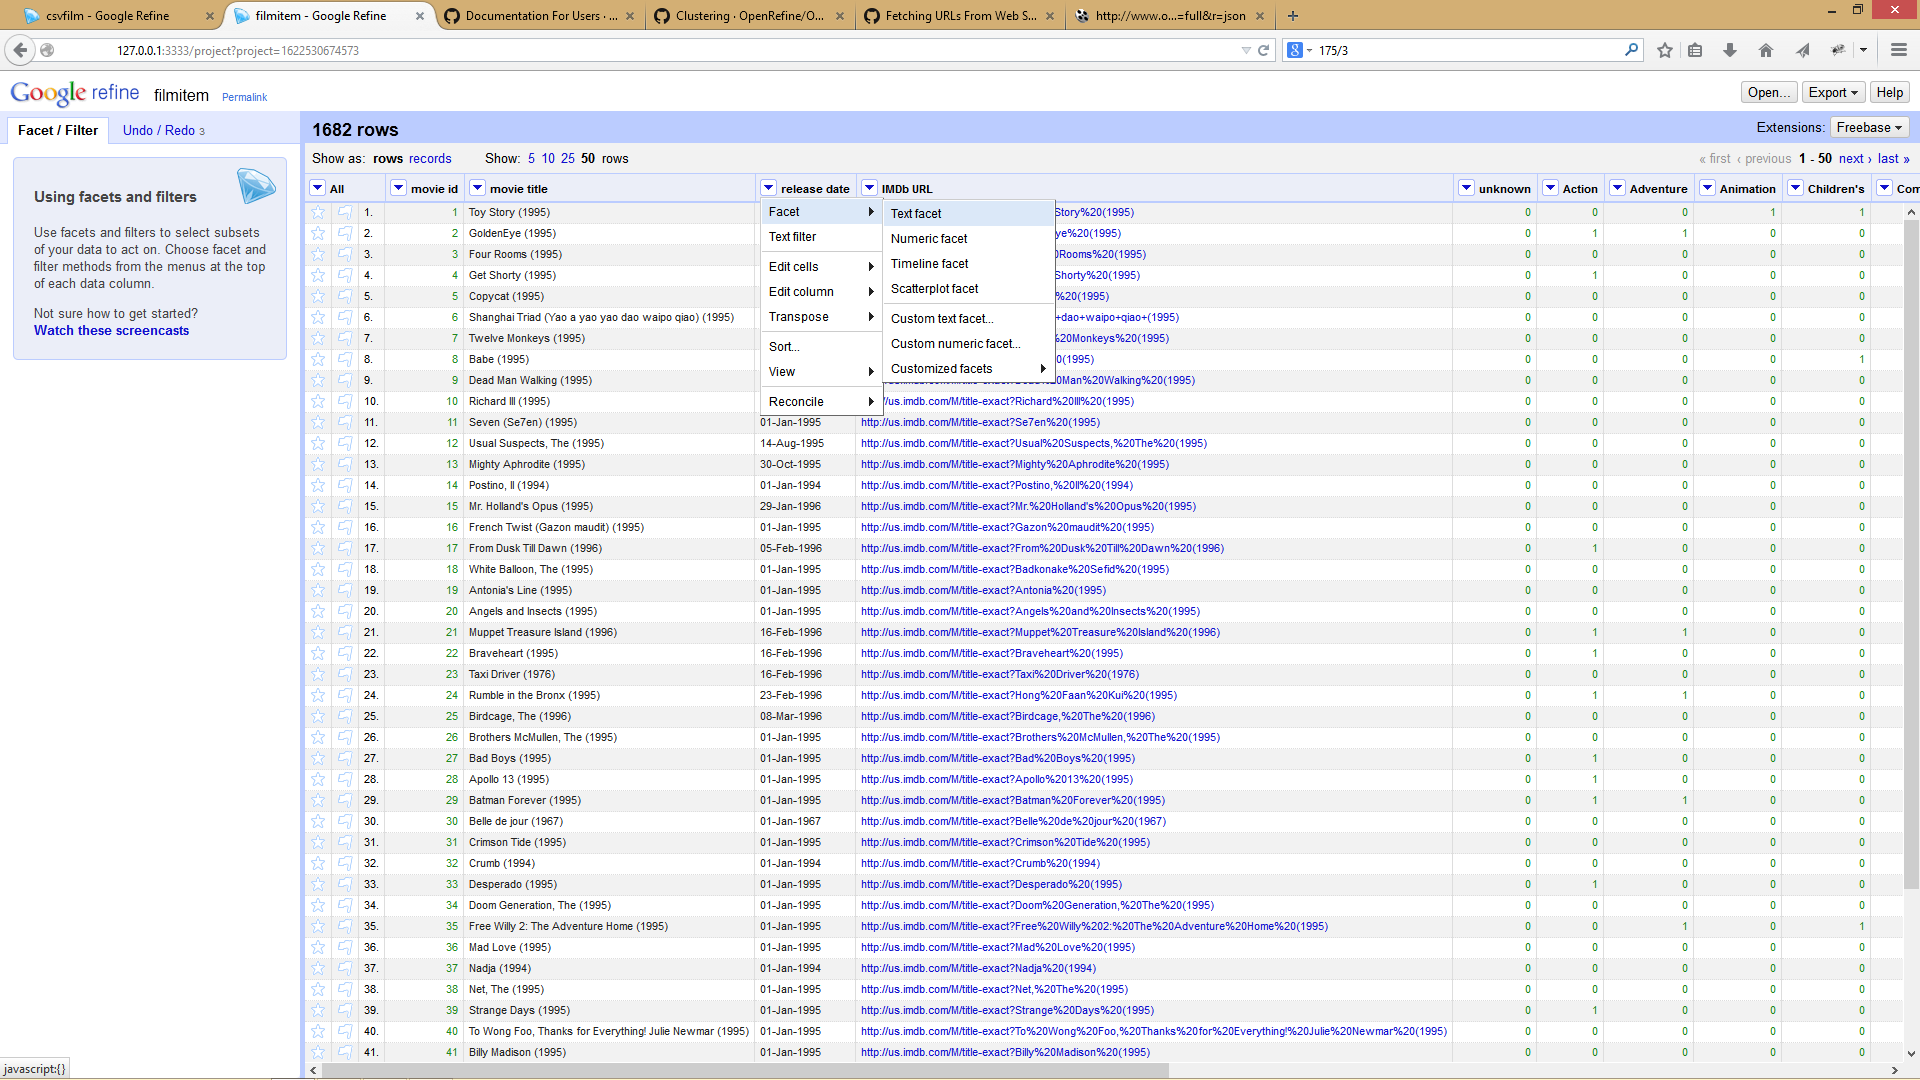 csvfilm - Google Refine × filmitem - Google Refine × Documentation For Users · ... × Clustering · OpenRefine/O... × Fetching URLs From Web S... × http://www.o...=full&r=json × +
127.0.0.1:3333/project?project=1622530674573 175/3
Google refine filmitem Permalink Open... Export Help
Facet / Filter Undo / Redo 3 1682 rows Extensions: Freebase
Show as: rows records Show: 5 10 25 50 rows « first ‹ previous 1 - 50 next › last »
Using facets and filters
Use facets and filters to select subsets
of your data to act on. Choose facet and
filter methods from the menus at the top
of each data column.
Not sure how to get started?
Watch these screencasts
All movie id movie title release date IMDb URL unknown Action Adventure Animation Children's Com
1. 1 Toy Story (1995) Story%20(1995) 0 0 0 1 1
2. 2 GoldenEye (1995) ye%20(1995) 0 1 1 0 0
3. 3 Four Rooms (1995) 0Rooms%20(1995) 0 0 0 0 0
4. 4 Get Shorty (1995) Shorty%20(1995) 0 1 0 0 0
5. 5 Copycat (1995) %20(1995) 0 0 0 0 0
6. 6 Shanghai Triad (Yao a yao yao dao waipo qiao) (1995) +dao+waipo+qiao+(1995) 0 0 0 0 0
7. 7 Twelve Monkeys (1995) %20Monkeys%20(1995) 0 0 0 0 0
8. 8 Babe (1995) 0(1995) 0 0 0 0 1
9. 9 Dead Man Walking (1995) %20Man%20Walking%20(1995) 0 0 0 0 0
10. 10 Richard III (1995) //us.imdb.com/M/title-exact?Richard%20III%20(1995) 0 0 0 0 0
11. 11 Seven (Se7en) (1995) 01-Jan-1995 http://us.imdb.com/M/title-exact?Se7en%20(1995) 0 0 0 0 0
12. 12 Usual Suspects, The (1995) 14-Aug-1995 http://us.imdb.com/M/title-exact?Usual%20Suspects,%20The%20(1995) 0 0 0 0 0
13. 13 Mighty Aphrodite (1995) 30-Oct-1995 http://us.imdb.com/M/title-exact?Mighty%20Aphrodite%20(1995) 0 0 0 0 0
14. 14 Postino, Il (1994) 01-Jan-1994 http://us.imdb.com/M/title-exact?Postino,%20Il%20(1994) 0 0 0 0 0
15. 15 Mr. Holland's Opus (1995) 29-Jan-1996 http://us.imdb.com/M/title-exact?Mr.%20Holland's%20Opus%20(1995) 0 0 0 0 0
16. 16 French Twist (Gazon maudit) (1995) 01-Jan-1995 http://us.imdb.com/M/title-exact?Gazon%20maudit%20(1995) 0 0 0 0 0
17. 17 From Dusk Till Dawn (1996) 05-Feb-1996 http://us.imdb.com/M/title-exact?From%20Dusk%20Till%20Dawn%20(1996) 0 1 0 0 0
18. 18 White Balloon, The (1995) 01-Jan-1995 http://us.imdb.com/M/title-exact?Badkonake%20Sefid%20(1995) 0 0 0 0 0
19. 19 Antonia's Line (1995) 01-Jan-1995 http://us.imdb.com/M/title-exact?Antonia%20(1995) 0 0 0 0 0
20. 20 Angels and Insects (1995) 01-Jan-1995 http://us.imdb.com/M/title-exact?Angels%20and%20Insects%20(1995) 0 0 0 0 0
21. 21 Muppet Treasure Island (1996) 16-Feb-1996 http://us.imdb.com/M/title-exact?Muppet%20Treasure%20Island%20(1996) 0 1 1 0 0
22. 22 Braveheart (1995) 16-Feb-1996 http://us.imdb.com/M/title-exact?Braveheart%20(1995) 0 1 0 0 0
23. 23 Taxi Driver (1976) 16-Feb-1996 http://us.imdb.com/M/title-exact?Taxi%20Driver%20(1976) 0 0 0 0 0
24. 24 Rumble in the Bronx (1995) 23-Feb-1996 http://us.imdb.com/M/title-exact?Hong%20Faan%20Kui%20(1995) 0 1 1 0 0
25. 25 Birdcage, The (1996) 08-Mar-1996 http://us.imdb.com/M/title-exact?Birdcage,%20The%20(1996) 0 0 0 0 0
26. 26 Brothers McMullen, The (1995) 01-Jan-1995 http://us.imdb.com/M/title-exact?Brothers%20McMullen,%20The%20(1995) 0 0 0 0 0
27. 27 Bad Boys (1995) 01-Jan-1995 http://us.imdb.com/M/title-exact?Bad%20Boys%20(1995) 0 1 0 0 0
28. 28 Apollo 13 (1995) 01-Jan-1995 http://us.imdb.com/M/title-exact?Apollo%2013%20(1995) 0 1 0 0 0
29. 29 Batman Forever (1995) 01-Jan-1995 http://us.imdb.com/M/title-exact?Batman%20Forever%20(1995) 0 1 1 0 0
30. 30 Belle de jour (1967) 01-Jan-1967 http://us.imdb.com/M/title-exact?Belle%20de%20jour%20(1967) 0 0 0 0 0
31. 31 Crimson Tide (1995) 01-Jan-1995 http://us.imdb.com/M/title-exact?Crimson%20Tide%20(1995) 0 0 0 0 0
32. 32 Crumb (1994) 01-Jan-1994 http://us.imdb.com/M/title-exact?Crumb%20(1994) 0 0 0 0 0
33. 33 Desperado (1995) 01-Jan-1995 http://us.imdb.com/M/title-exact?Desperado%20(1995) 0 1 0 0 0
34. 34 Doom Generation, The (1995) 01-Jan-1995 http://us.imdb.com/M/title-exact?Doom%20Generation,%20The%20(1995) 0 0 0 0 0
35. 35 Free Willy 2: The Adventure Home (1995) 01-Jan-1995 http://us.imdb.com/M/title-exact?Free%20Willy%202:%20The%20Adventure%20Home%20(1995) 0 0 1 0 1
36. 36 Mad Love (1995) 01-Jan-1995 http://us.imdb.com/M/title-exact?Mad%20Love%20(1995) 0 0 0 0 0
37. 37 Nadja (1994) 01-Jan-1994 http://us.imdb.com/M/title-exact?Nadja%20(1994) 0 0 0 0 0
38. 38 Net, The (1995) 01-Jan-1995 http://us.imdb.com/M/title-exact?Net,%20The%20(1995) 0 0 0 0 0
39. 39 Strange Days (1995) 01-Jan-1995 http://us.imdb.com/M/title-exact?Strange%20Days%20(1995) 0 1 0 0 0
40. 40 To Wong Foo, Thanks for Everything! Julie Newmar (1995) 01-Jan-1995 http://us.imdb.com/M/title-exact?To%20Wong%20Foo,%20Thanks%20for%20Everything!%20Julie%20Newmar%20(1995) 0 0 0 0 0
41. 41 Billy Madison (1995) 01-Jan-1995 http://us.imdb.com/M/title-exact?Billy%20Madison%20(1995) 0 0 0 0 0
Facet
Text filter
Edit cells
Edit column
Transpose
Sort...
View
Reconcile
Text facet
Numeric facet
Timeline facet
Scatterplot facet
Custom text facet...
Custom numeric facet...
Customized facets
javascript:{}